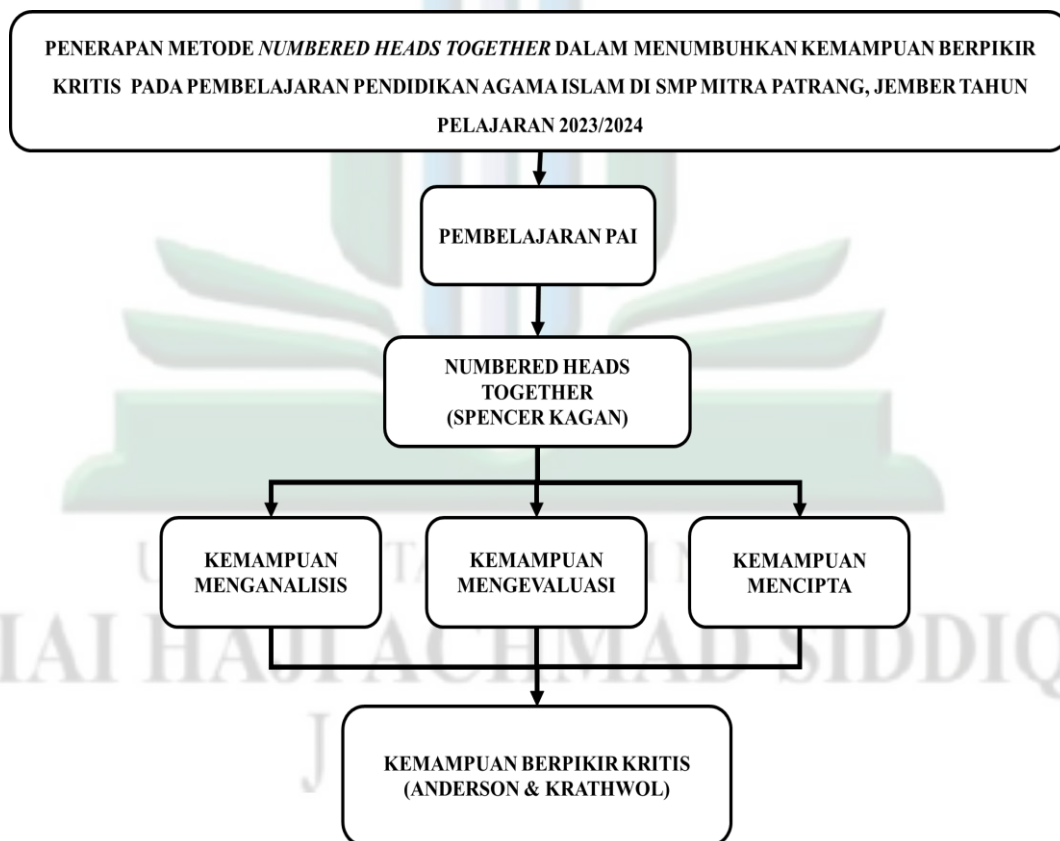 PENERAPAN METODE NUMBERED HEADS TOGETHER DALAM MENUMBUHKAN KEMAMPUAN BERPIKIR
KRITIS PADA PEMBELAJARAN PENDIDIKAN AGAMA ISLAM DI SMP MITRA PATRANG, JEMBER TAHUN
PELAJARAN 2023/2024
PEMBELAJARAN PAI
NUMBERED HEADS
TOGETHER
(SPENCER KAGAN)
KEMAMPUAN
MENGANALISIS
KEMAMPUAN
MENGEVALUASI
KEMAMPUAN
MENCIPTA
HAJI ACHMAD
KEMAMPUAN BERPIKIR KRITIS
(ANDERSON & KRATHWOL)